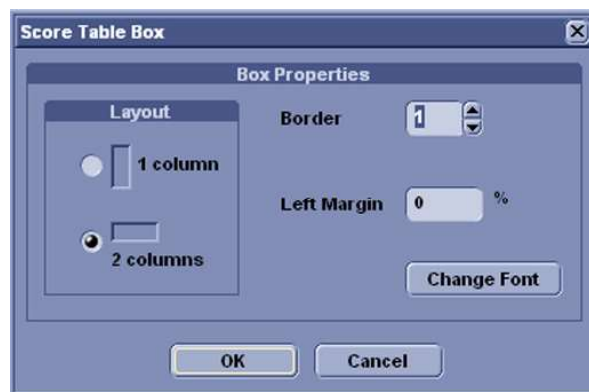 Score Table Box
Box Properties
Layout
1 column
2 columns
Border
1
Left Margin
0
%
Change Font
OK
Cancel